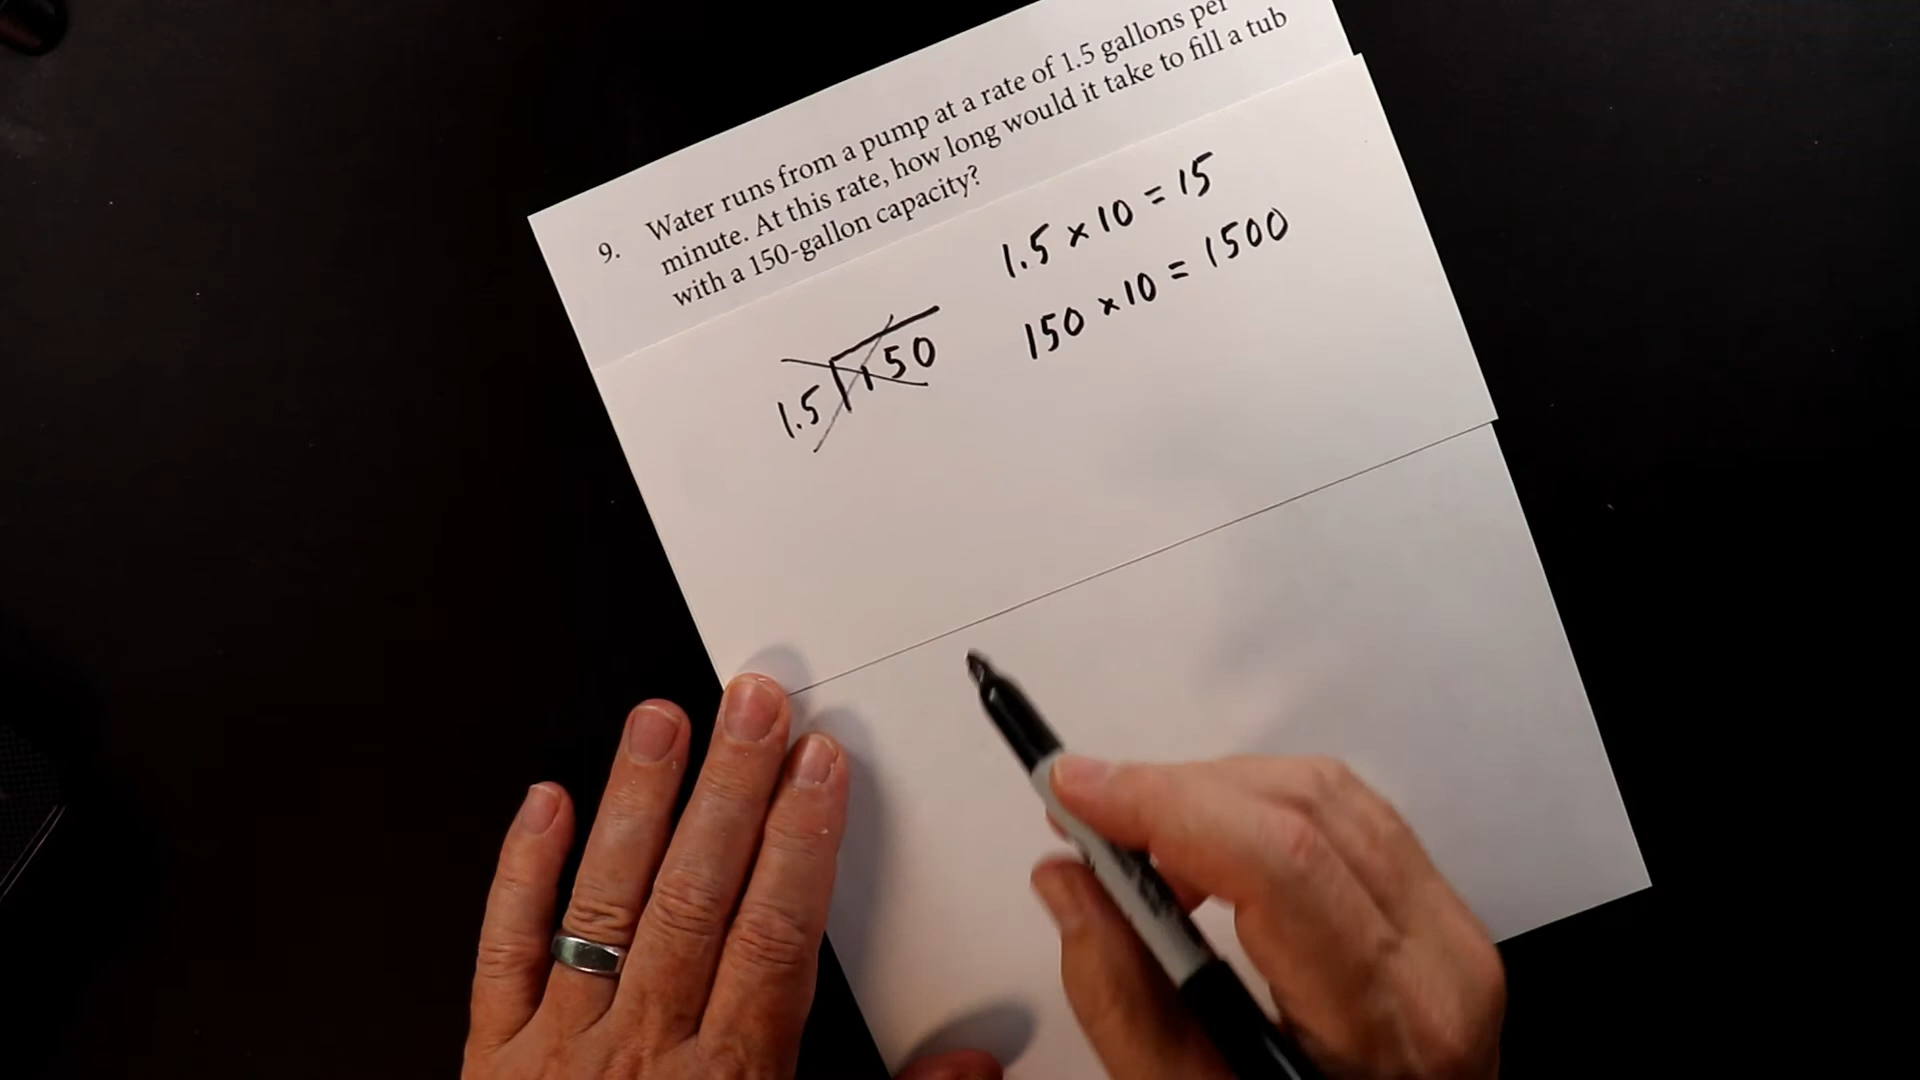 9. Water runs from a pump at a rate of 1.5 gallons per
minute. At this rate, how long would it take to fill a tub
with a 150-gallon capacity?
1.5 × 10 = 15
150 × 10 = 1500
1.5 150